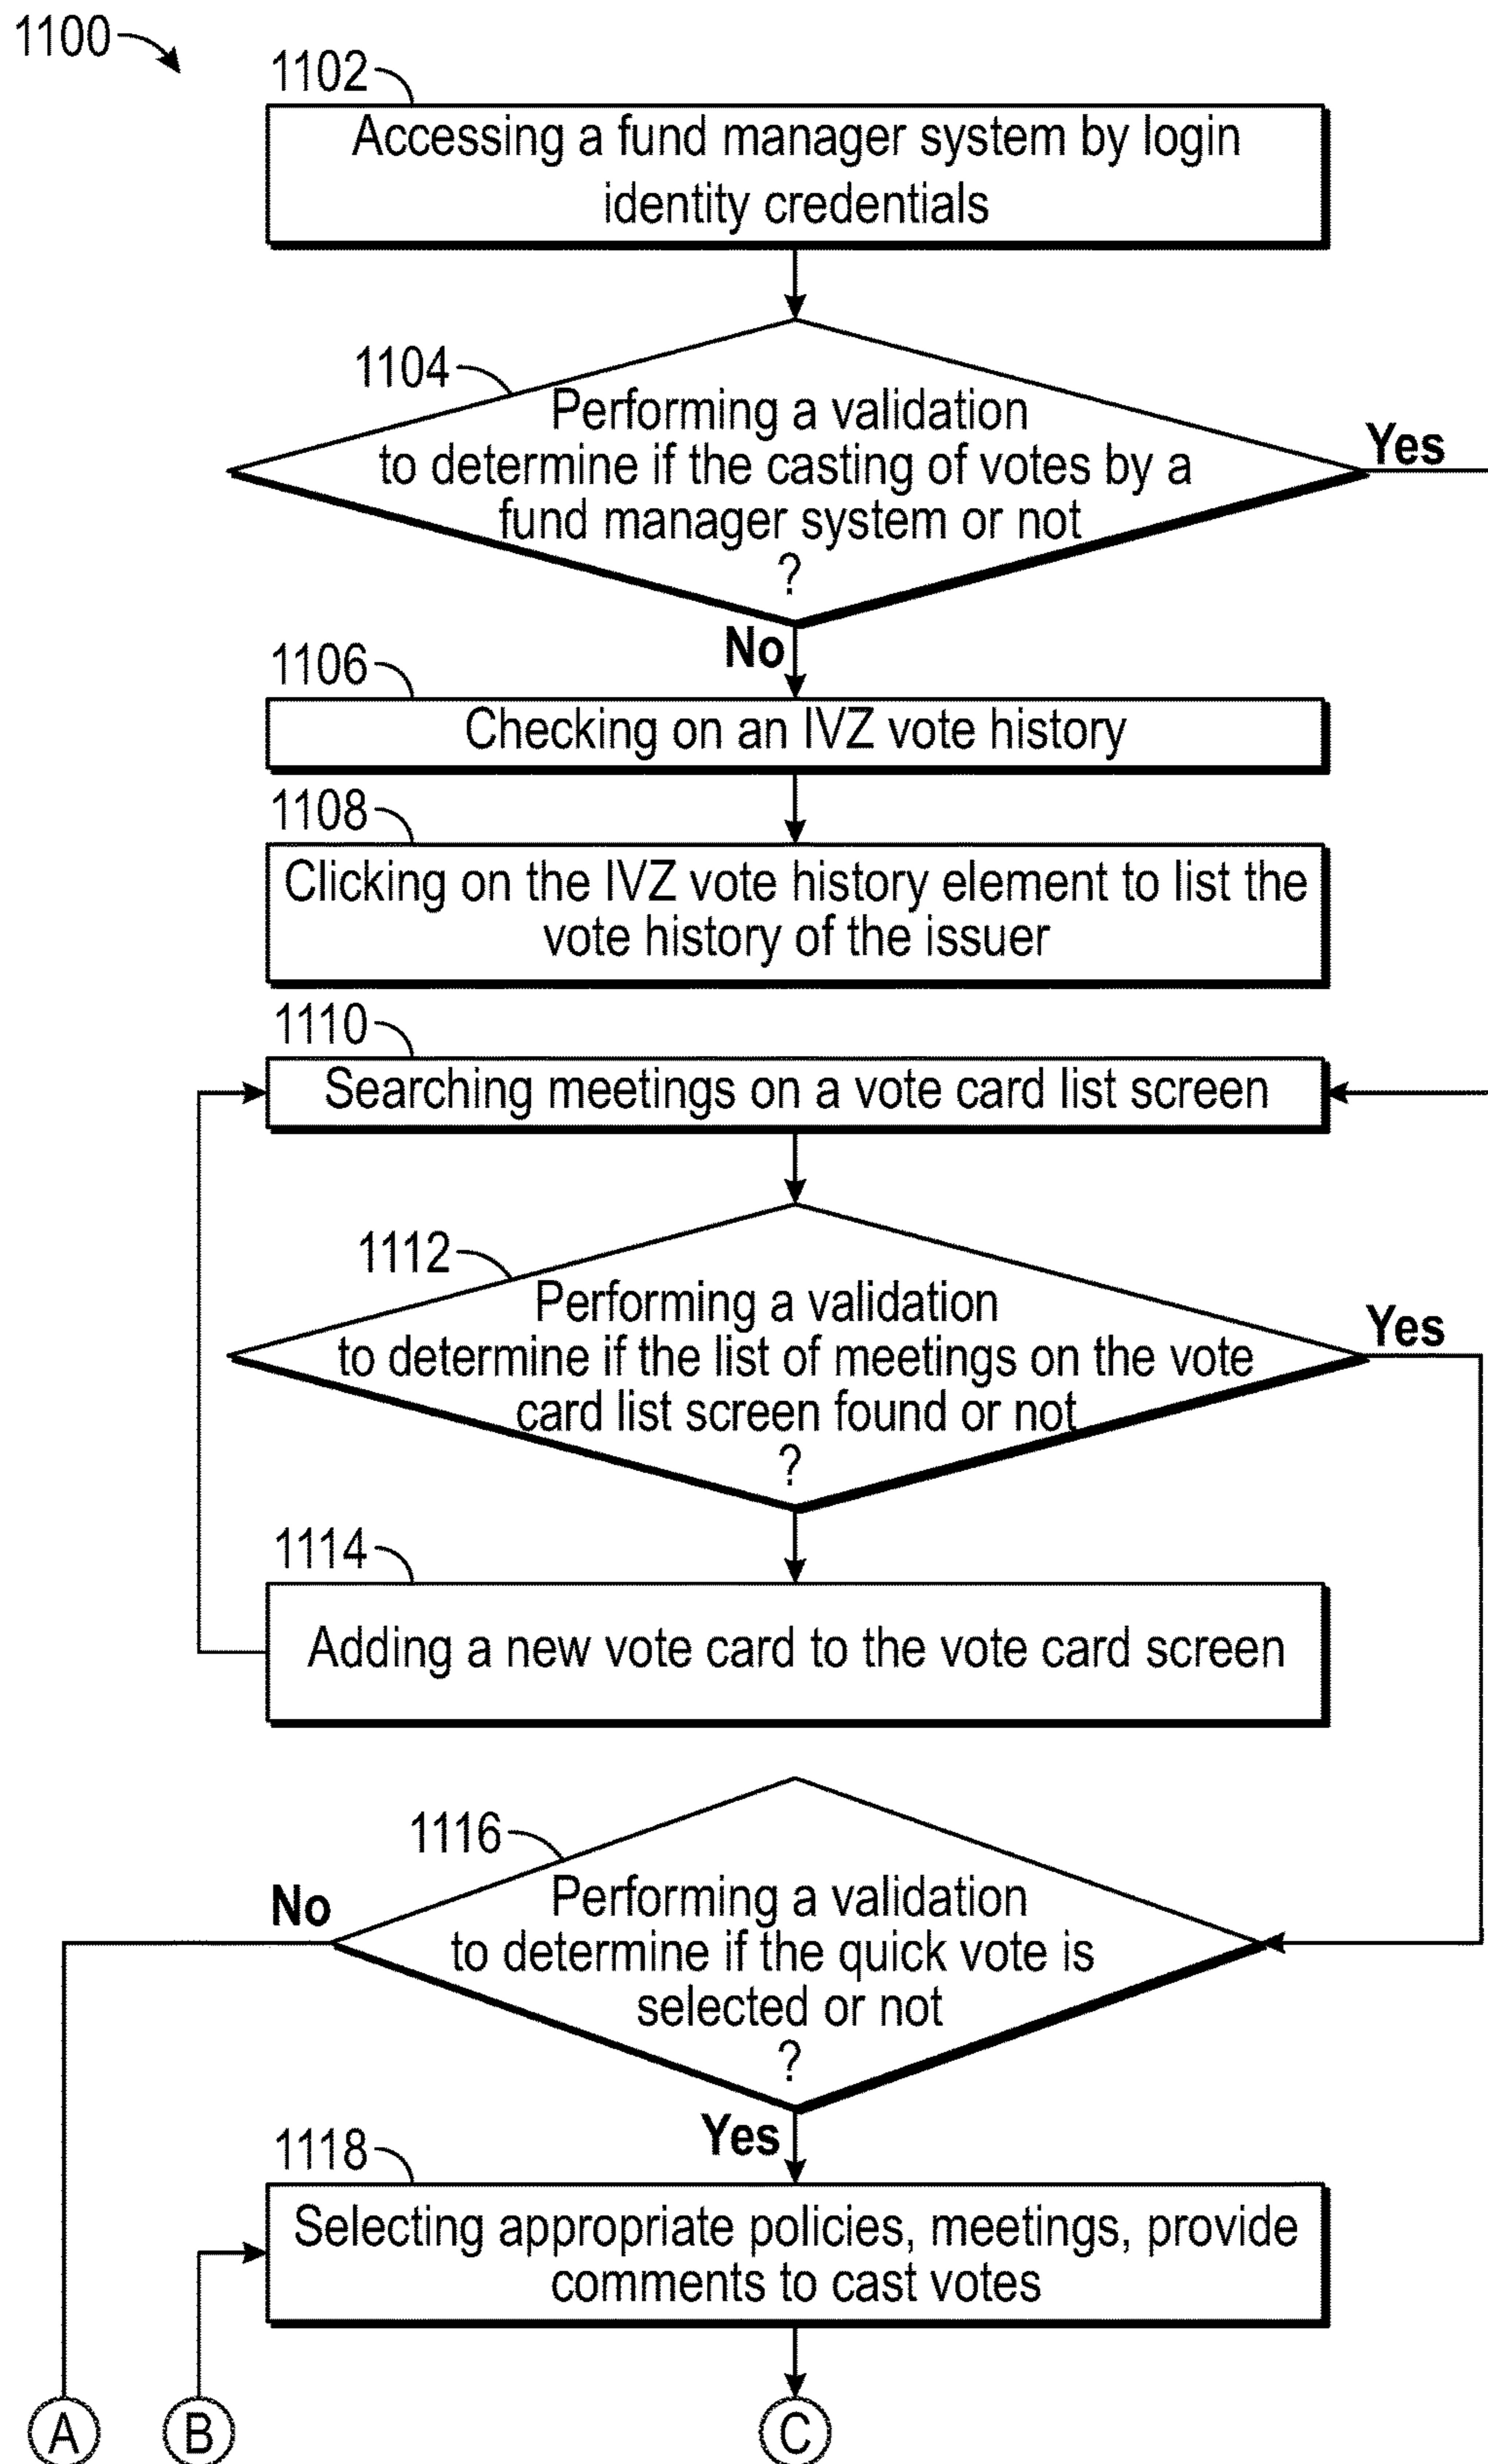 1100
1102
Accessing a fund manager system by login
identity credentials
1104
Performing a validation
to determine if the casting of votes by a
fund manager system or not
?
Yes
No
1106
Checking on an IVZ vote history
1108
Clicking on the IVZ vote history element to list the
vote history of the issuer
1110
Searching meetings on a vote card list screen
1112
Performing a validation
to determine if the list of meetings on the vote
card list screen found or not
?
Yes
1114
Adding a new vote card to the vote card screen
1116
Performing a validation
to determine if the quick vote is
selected or not
?
No
Yes
1118
Selecting appropriate policies, meetings, provide
comments to cast votes
A
B
C